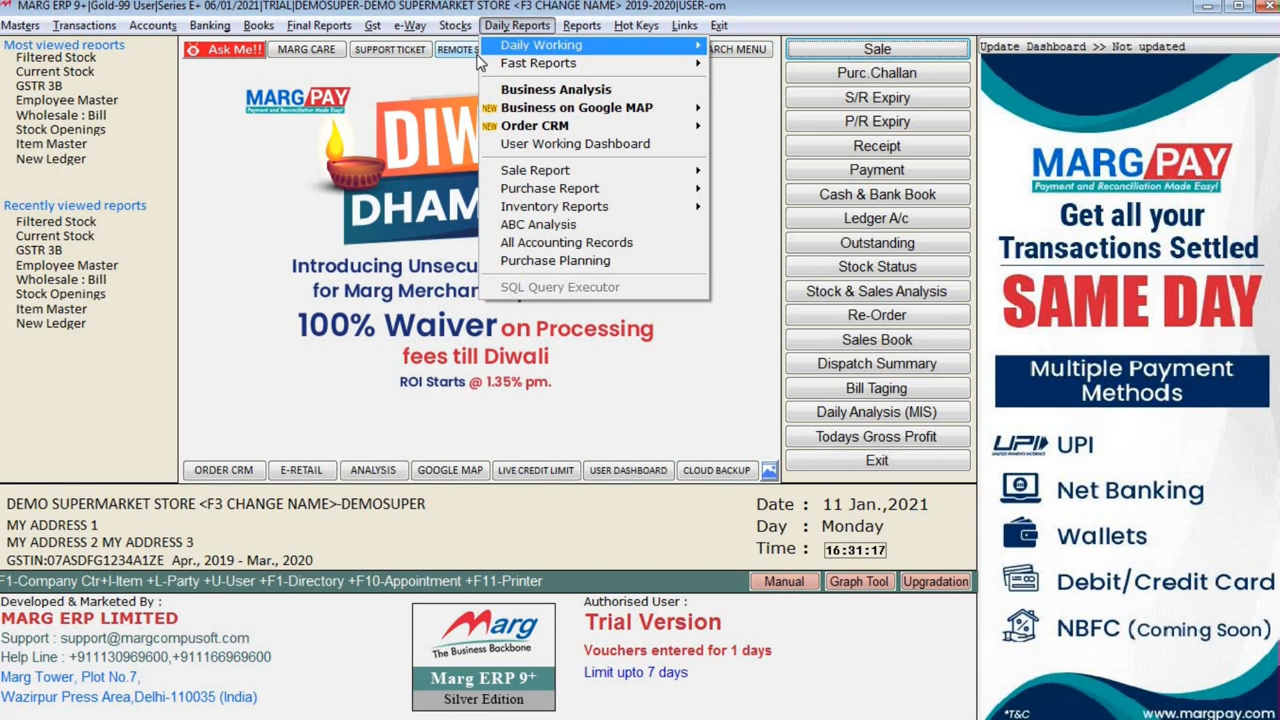 MARG ERP 9+|Gold-99 User|Series E+ 06/01/2021|TRIAL|DEMOSUPER-DEMO SUPERMARKET STORE <F3 CHANGE NAME> 2019-2020|USER-om
Masters Transactions Accounts Banking Books Final Reports Gst e-Way Stocks Daily Reports Reports Hot Keys Links Exit
Most viewed reports
Filtered Stock
Current Stock
GSTR 3B
Employee Master
Wholesale : Bill
Stock Openings
Item Master
New Ledger
Recently viewed reports
Filtered Stock
Current Stock
GSTR 3B
Employee Master
Wholesale : Bill
Stock Openings
Item Master
New Ledger
Ask Me!! MARG CARE SUPPORT TICKET REMOTE S ARCH MENU
MARG PAY
Payment and Reconciliation Made Easy!
DIW
DHAM
Introducing Unsecu
for Marg Merchan
100% Waiver on Processing
fees till Diwali
ROI Starts @ 1.35% pm.
Daily Working
Fast Reports
Business Analysis
NEW Business on Google MAP
NEW Order CRM
User Working Dashboard
Sale Report
Purchase Report
Inventory Reports
ABC Analysis
All Accounting Records
Purchase Planning
SQL Query Executor
ORDER CRM E-RETAIL ANALYSIS GOOGLE MAP LIVE CREDIT LIMIT USER DASHBOARD CLOUD BACKUP
Sale
Purc.Challan
S/R Expiry
P/R Expiry
Receipt
Payment
Cash & Bank Book
Ledger A/c
Outstanding
Stock Status
Stock & Sales Analysis
Re-Order
Sales Book
Dispatch Summary
Bill Taging
Daily Analysis (MIS)
Todays Gross Profit
Exit
Update Dashboard >> Not updated
MARG PAY
Payment and Reconciliation Made Easy!
Get all your
Transactions Settled
SAME DAY
Multiple Payment
Methods
UPI UPI
Net Banking
Wallets
Debit/Credit Card
NBFC (Coming Soon)
*T&C www.margpay.com
DEMO SUPERMARKET STORE <F3 CHANGE NAME>-DEMOSUPER
MY ADDRESS 1
MY ADDRESS 2 MY ADDRESS 3
GSTIN:07ASDFG1234A1ZE Apr., 2019 - Mar., 2020
Date : 11 Jan.,2021
Day : Monday
Time : 16:31:17
F1-Company Ctr+I-Item +L-Party +U-User +F1-Directory +F10-Appointment +F11-Printer
Manual Graph Tool Upgradation
Developed & Marketed By :
MARG ERP LIMITED
Support : support@margcompusoft.com
Help Line : +911130969600,+911166969600
Marg Tower, Plot No.7,
Wazirpur Press Area,Delhi-110035 (India)
Marg
The Business Backbone
Marg ERP 9+
Silver Edition
Authorised User :
Trial Version
Vouchers entered for 1 days
Limit upto 7 days